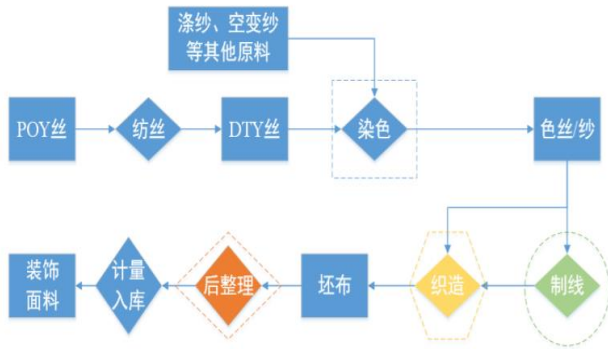 涤纱、空变纱
等其他原料
POY丝
纺丝
DTY丝
染色
色丝/纱
装饰
面料
计量
入库
后整理
坯布
织造
制线